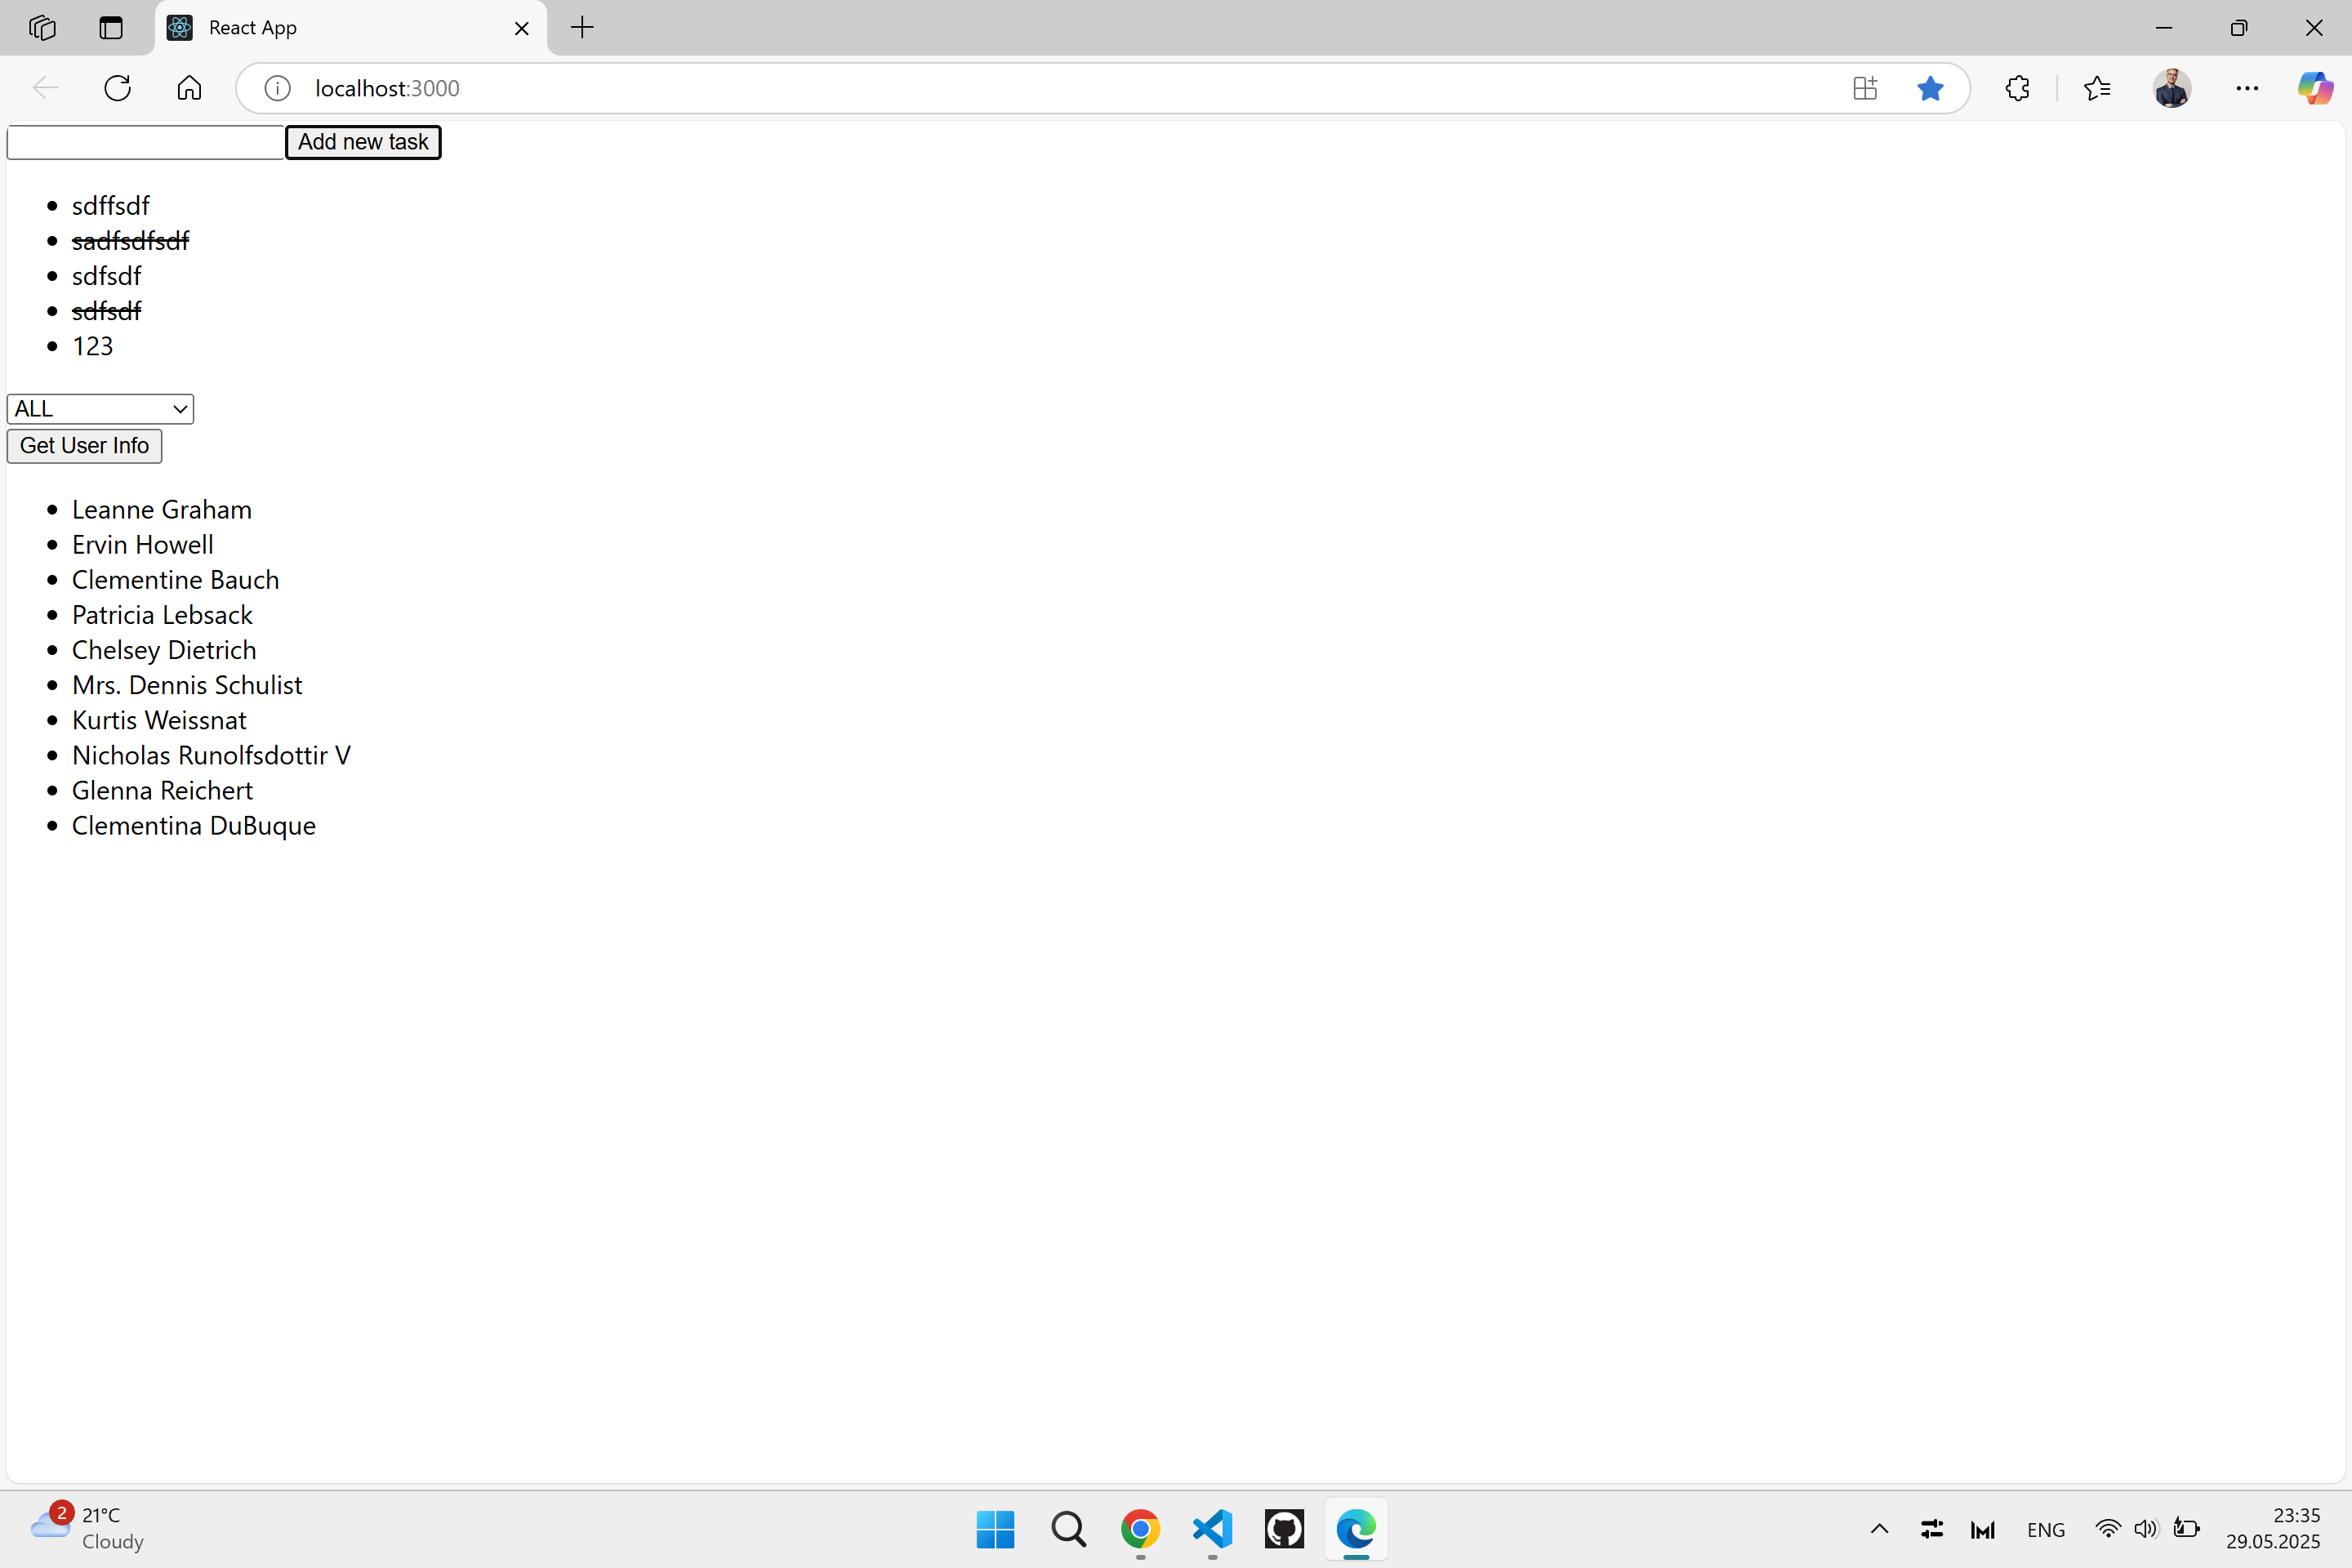 React App
localhost:3000
Add new task
sdffsdf
sadfsdfsdf
sdfsdf
sdfsdf
123
ALL
Get User Info
Leanne Graham
Ervin Howell
Clementine Bauch
Patricia Lebsack
Chelsey Dietrich
Mrs. Dennis Schulist
Kurtis Weissnat
Nicholas Runolfsdottir V
Glenna Reichert
Clementina DuBuque
2
21°C
Cloudy
ENG
23:35
29.05.2025